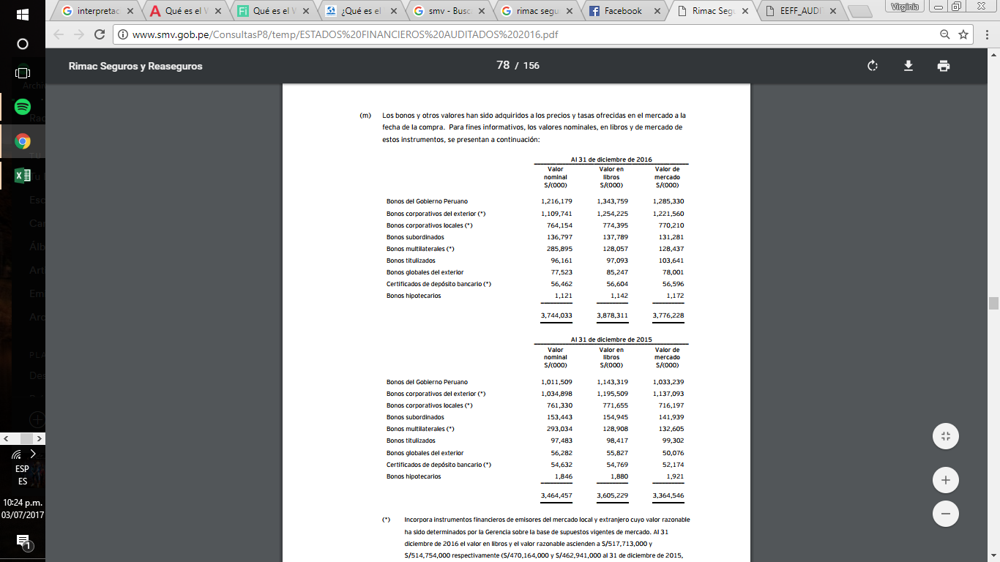 interpretac
Qué es el V
Qué es el V
¿Qué es el
smv - Busc
rimac segu
Facebook
Rimac Seg
EEFF_AUDI
Virginia
www.smv.gob.pe/ConsultasP8/temp/ESTADOS%20FINANCIEROS%20AUDITADOS%202016.pdf
Rimac Seguros y Reaseguros
78 / 156
(m) Los bonos y otros valores han sido adquiridos a los precios y tasas ofrecidas en el mercado a la
fecha de la compra. Para fines informativos, los valores nominales, en libros y de mercado de
estos instrumentos, se presentan a continuación:
Al 31 de diciembre de 2016
Valor Valor en Valor de
nominal libros mercado
S/(000) S/(000) S/(000)
Bonos del Gobierno Peruano 1,216,179 1,343,759 1,285,330
Bonos corporativos del exterior (*) 1,109,741 1,254,225 1,221,560
Bonos corporativos locales (*) 764,154 774,395 770,210
Bonos subordinados 136,797 137,789 131,281
Bonos multilaterales (*) 285,895 128,057 128,437
Bonos titulizados 96,161 97,093 103,641
Bonos globales del exterior 77,523 85,247 78,001
Certificados de depósito bancario (*) 56,462 56,604 56,596
Bonos hipotecarios 1,121 1,142 1,172
3,744,033 3,878,311 3,776,228
Al 31 de diciembre de 2015
Valor Valor en Valor de
nominal libros mercado
S/(000) S/(000) S/(000)
Bonos del Gobierno Peruano 1,011,509 1,143,319 1,033,239
Bonos corporativos del exterior (*) 1,034,898 1,195,509 1,137,093
Bonos corporativos locales (*) 761,330 771,655 716,197
Bonos subordinados 153,443 154,945 141,939
Bonos multilaterales (*) 293,034 128,908 132,605
Bonos titulizados 97,483 98,417 99,302
Bonos globales del exterior 56,282 55,827 50,076
Certificados de depósito bancario (*) 54,632 54,769 52,174
Bonos hipotecarios 1,846 1,880 1,921
3,464,457 3,605,229 3,364,546
(*) Incorpora instrumentos financieros de emisores del mercado local y extranjero cuyo valor razonable
ha sido determinados por la Gerencia sobre la base de supuestos vigentes de mercado. Al 31
diciembre de 2016 el valor en libros y el valor razonable ascienden a S/517,713,000 y
S/514,754,000 respectivamente (S/470,164,000 y S/462,941,000 al 31 de diciembre de 2015,
Archi
Rac
Tu
Esc
Can
Álb
Arti
Emi
Arc
PLA
Des
ESP
ES
10:24 p.m.
03/07/2017
1